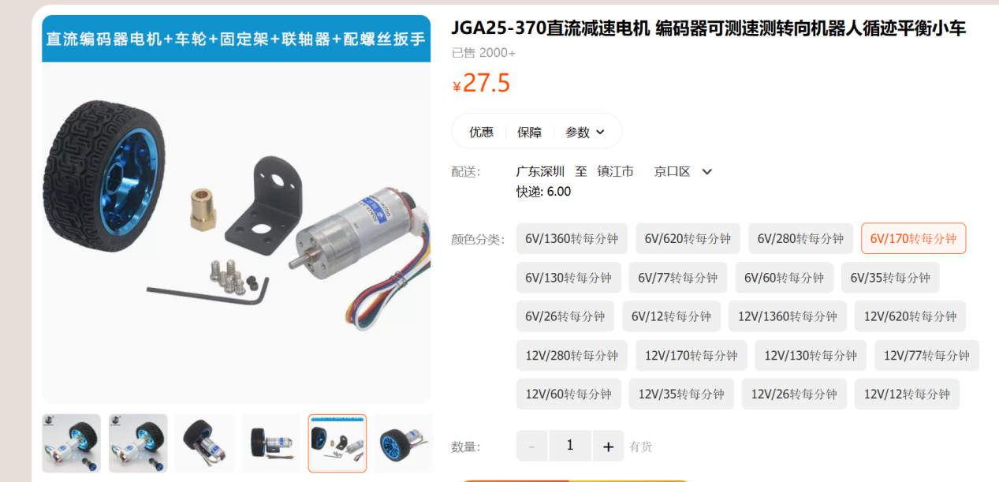 直流编码器电机+车轮+固定架+联轴器+配螺丝扳手
JGA25-370直流减速电机 编码器可测速测转向机器人循迹平衡小车
已售 2000+
¥27.5
优惠 保障 参数
配送: 广东深圳 至 镇江市 京口区
快递: 6.00
颜色分类: 6V/1360转每分钟 6V/620转每分钟 6V/280转每分钟 6V/170转每分钟
6V/130转每分钟 6V/77转每分钟 6V/60转每分钟 6V/35转每分钟
6V/26转每分钟 6V/12转每分钟 12V/1360转每分钟 12V/620转每分钟
12V/280转每分钟 12V/170转每分钟 12V/130转每分钟 12V/77转每分钟
12V/60转每分钟 12V/35转每分钟 12V/26转每分钟 12V/12转每分钟
数量: - 1 + 有货